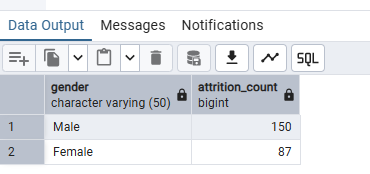 Data Output Messages Notifications
SQL
gender attrition_count
character varying (50) bigint
1 Male 150
2 Female 87